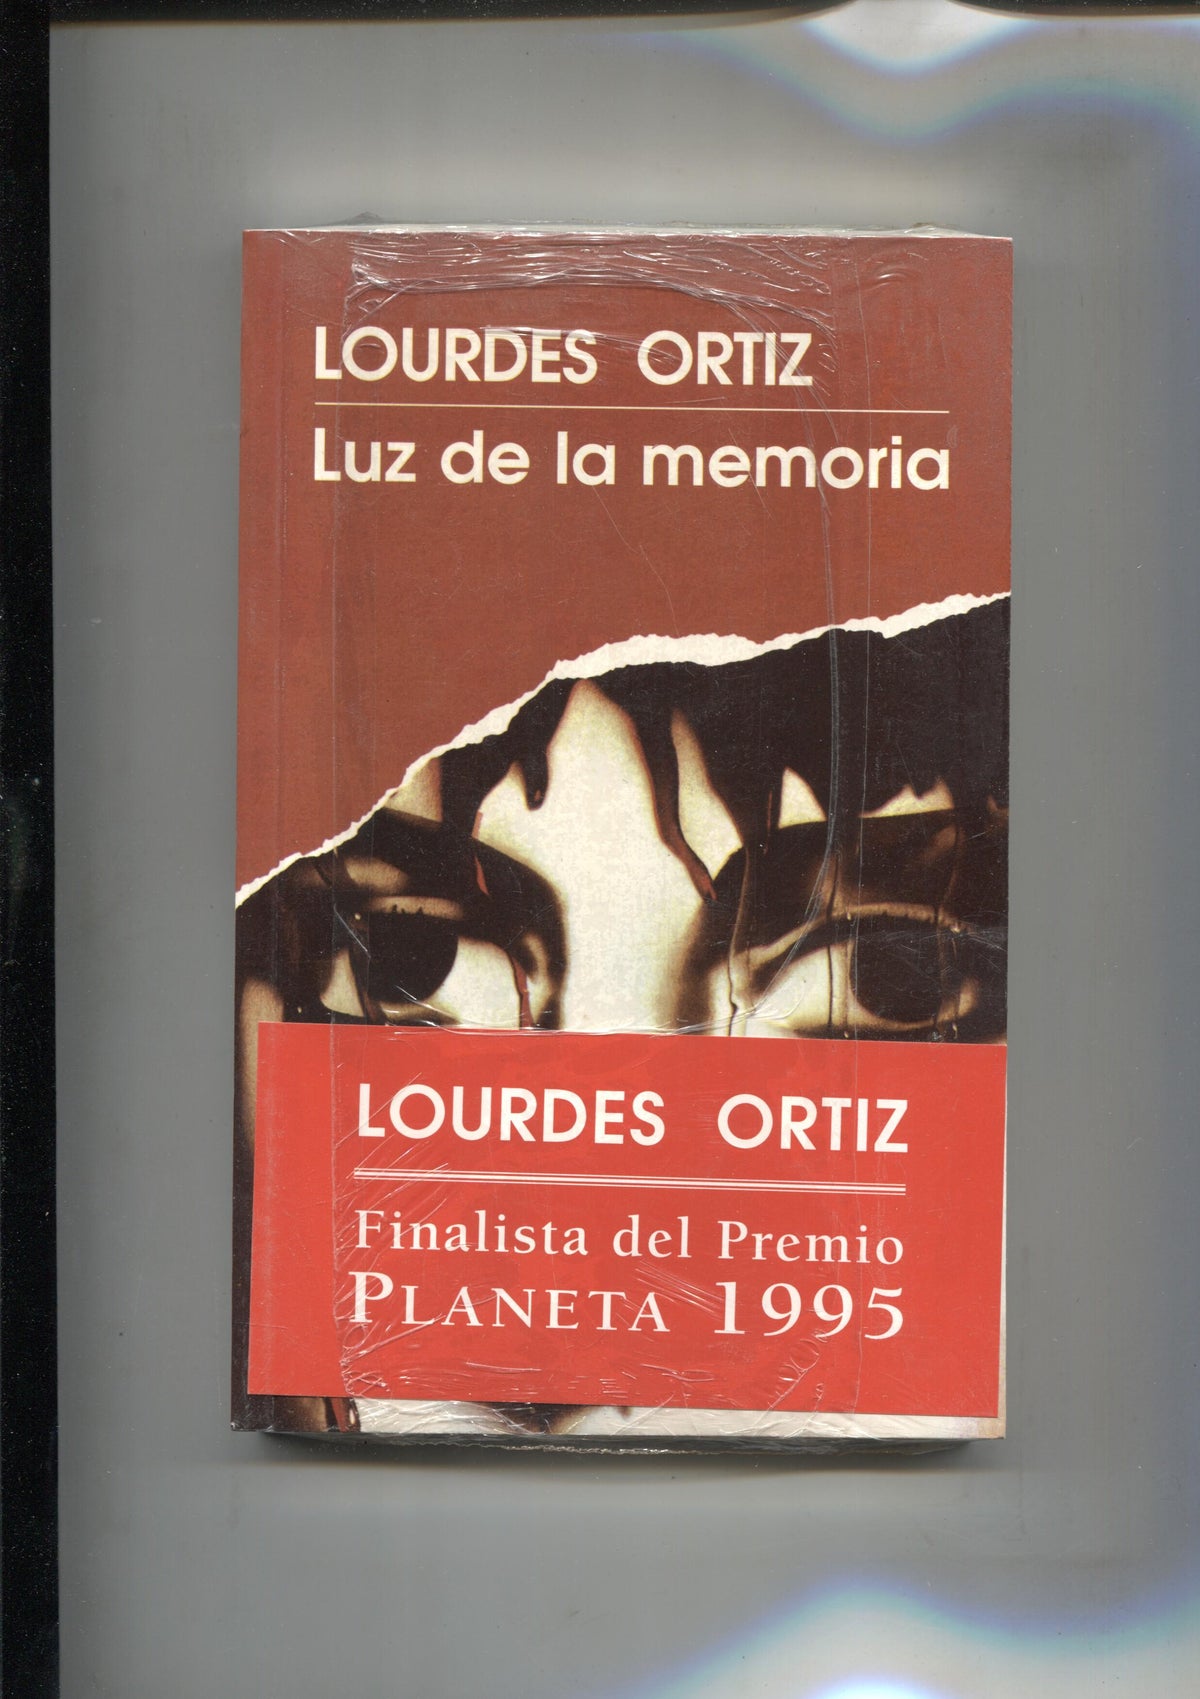 LOURDES ORTIZ
Luz de la memoria
LOURDES ORTIZ
Finalista del Premio
PLANETA 1995